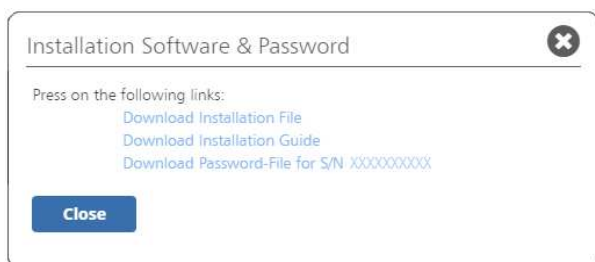 Installation Software & Password
Press on the following links:
Download Installation File
Download Installation Guide
Download Password-File for S/N XXXXXXXXXX
Close